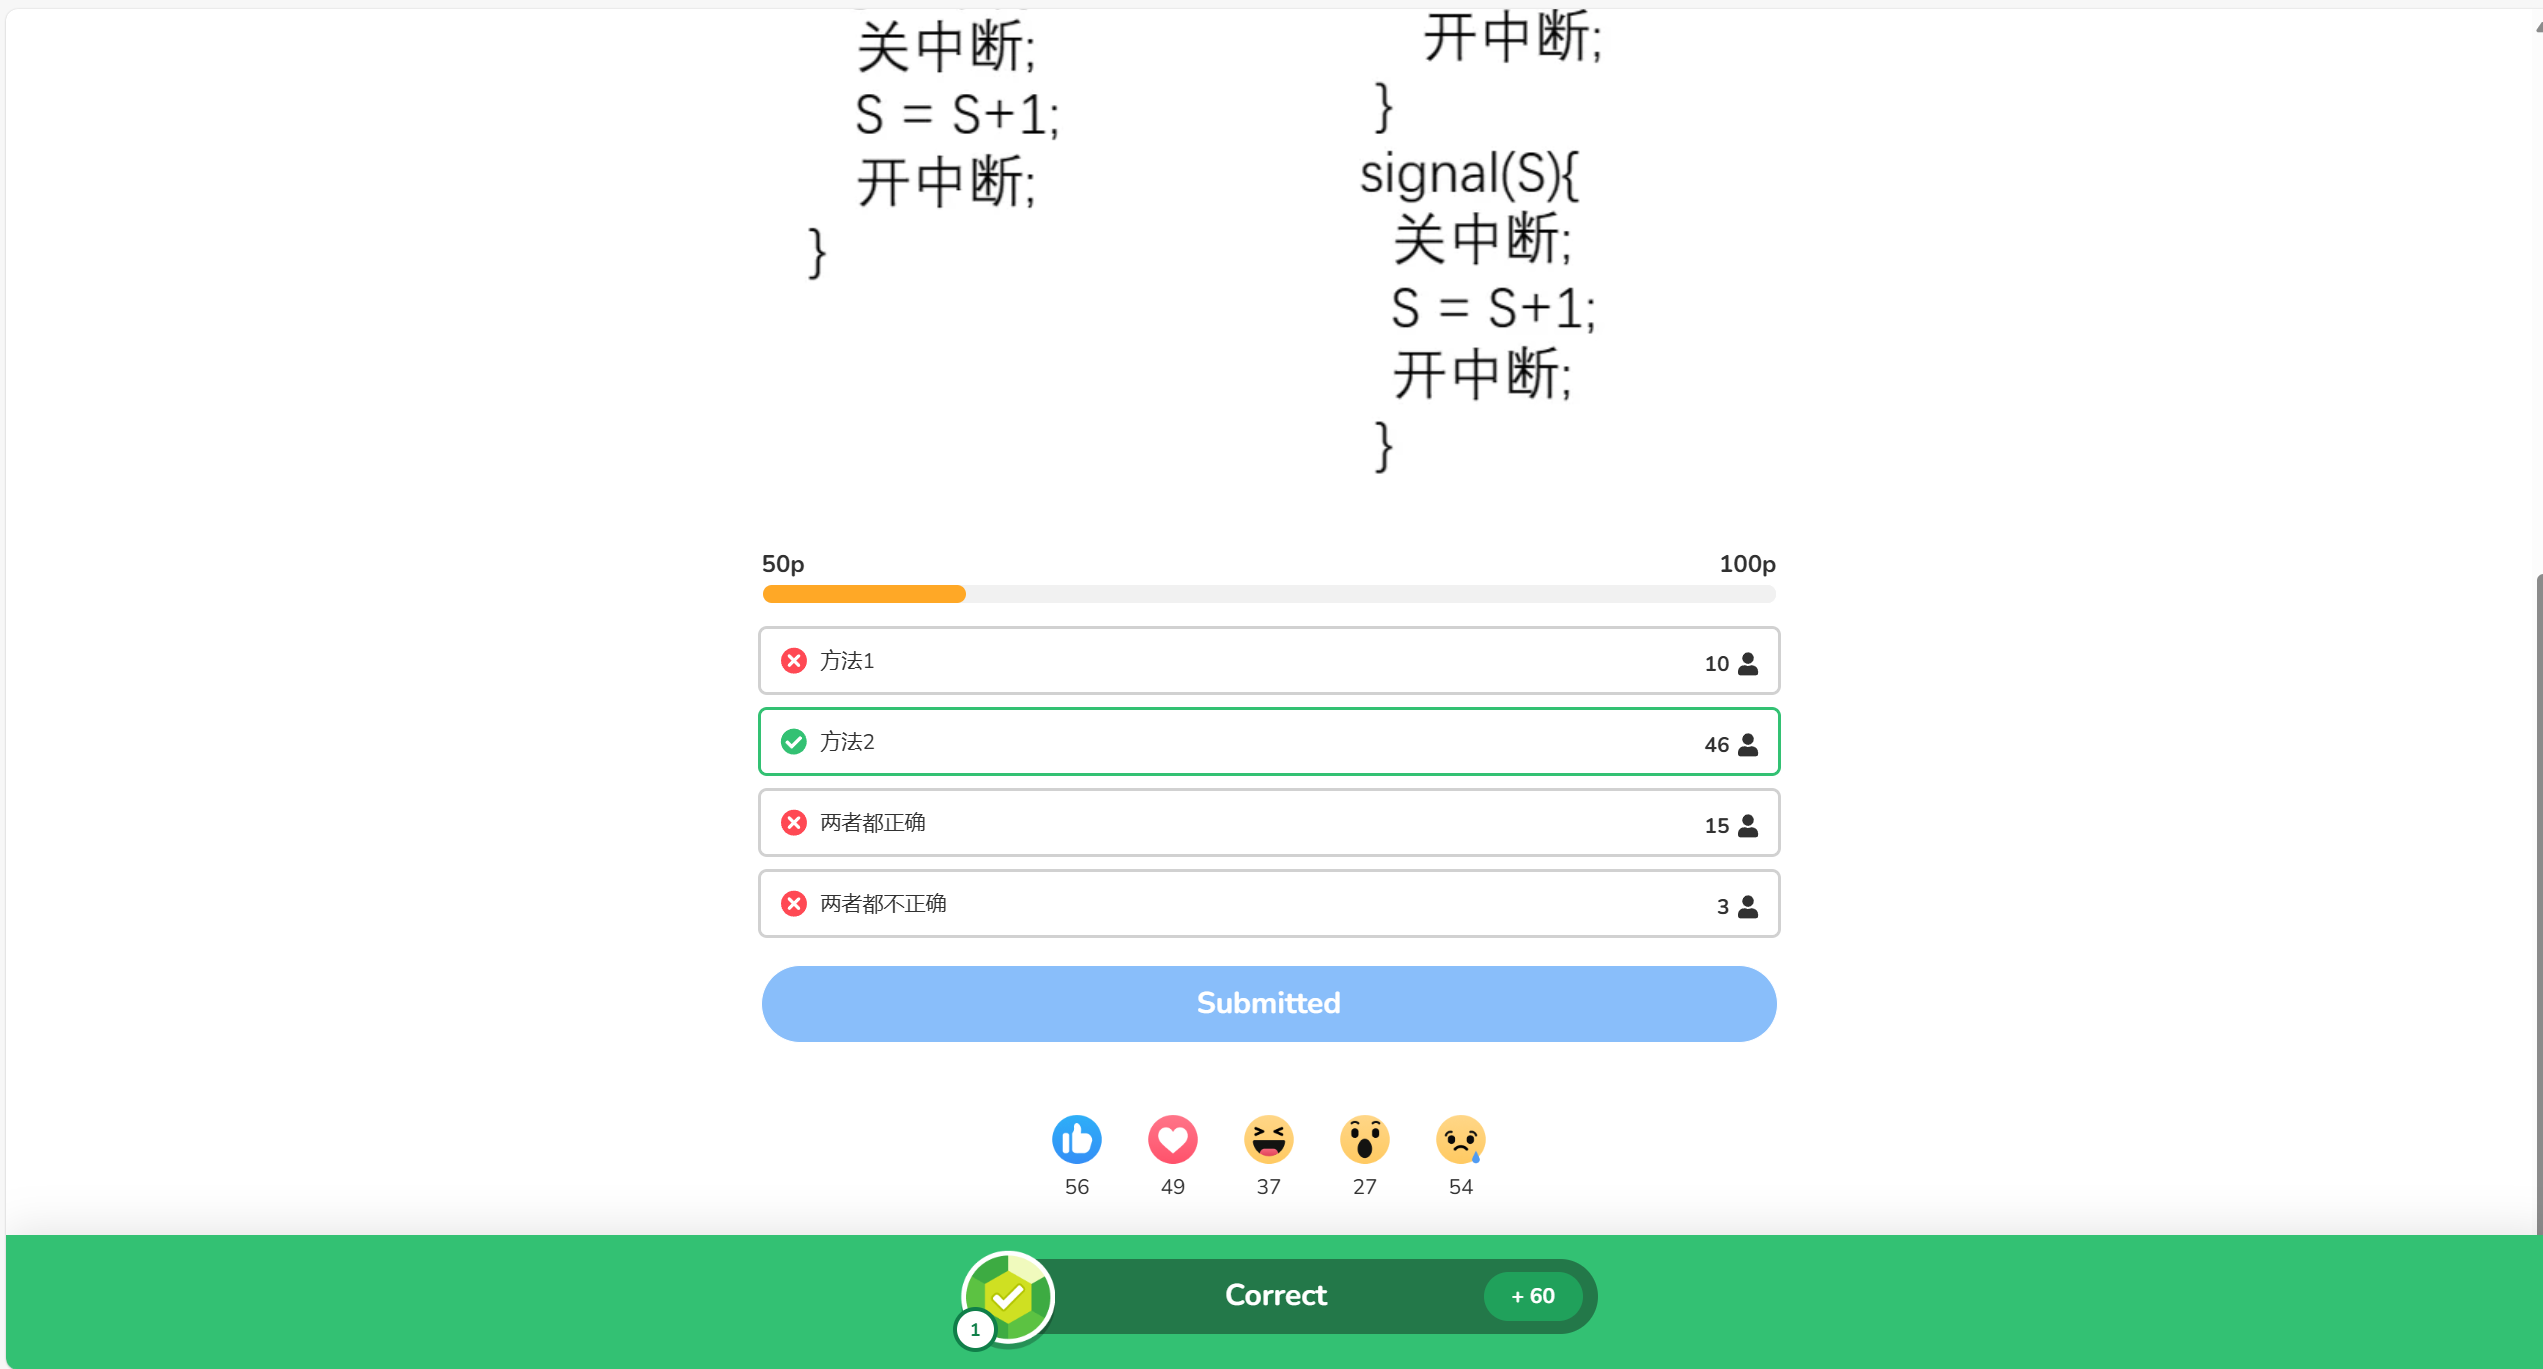 关中断;
S = S+1;
开中断;
}
开中断;
}
signal(S){
关中断;
S = S+1;
开中断;
}
50p
100p
方法1
10
方法2
46
两者都正确
15
两者都不正确
3
Submitted
56
49
37
27
54
1
Correct
+ 60